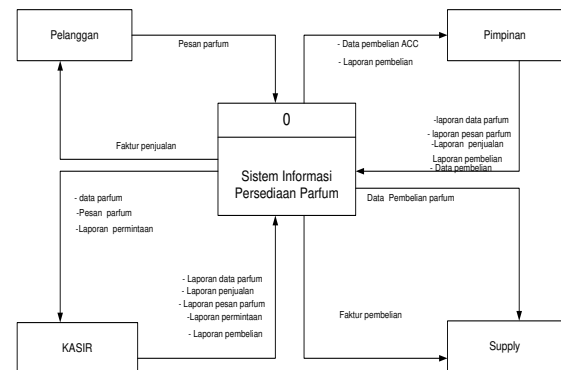 Pelanggan
Pesan parfum
- Data pembelian ACC
- Laporan pembelian
Pimpinan
0
Sistem Informasi
Persediaan Parfum
Faktur penjualan
-laporan data parfum
- laporan pesan parfum
-Laporan penjualan
Laporan pembelian
- Data pembelian
Data Pembelian parfum
- data parfum
-Pesan parfum
-Laporan permintaan
- Laporan data parfum
- Laporan penjualan
- Laporan pesan parfum
-Laporan permintaan
- Laporan pembelian
Faktur pembelian
KASIR
Supply